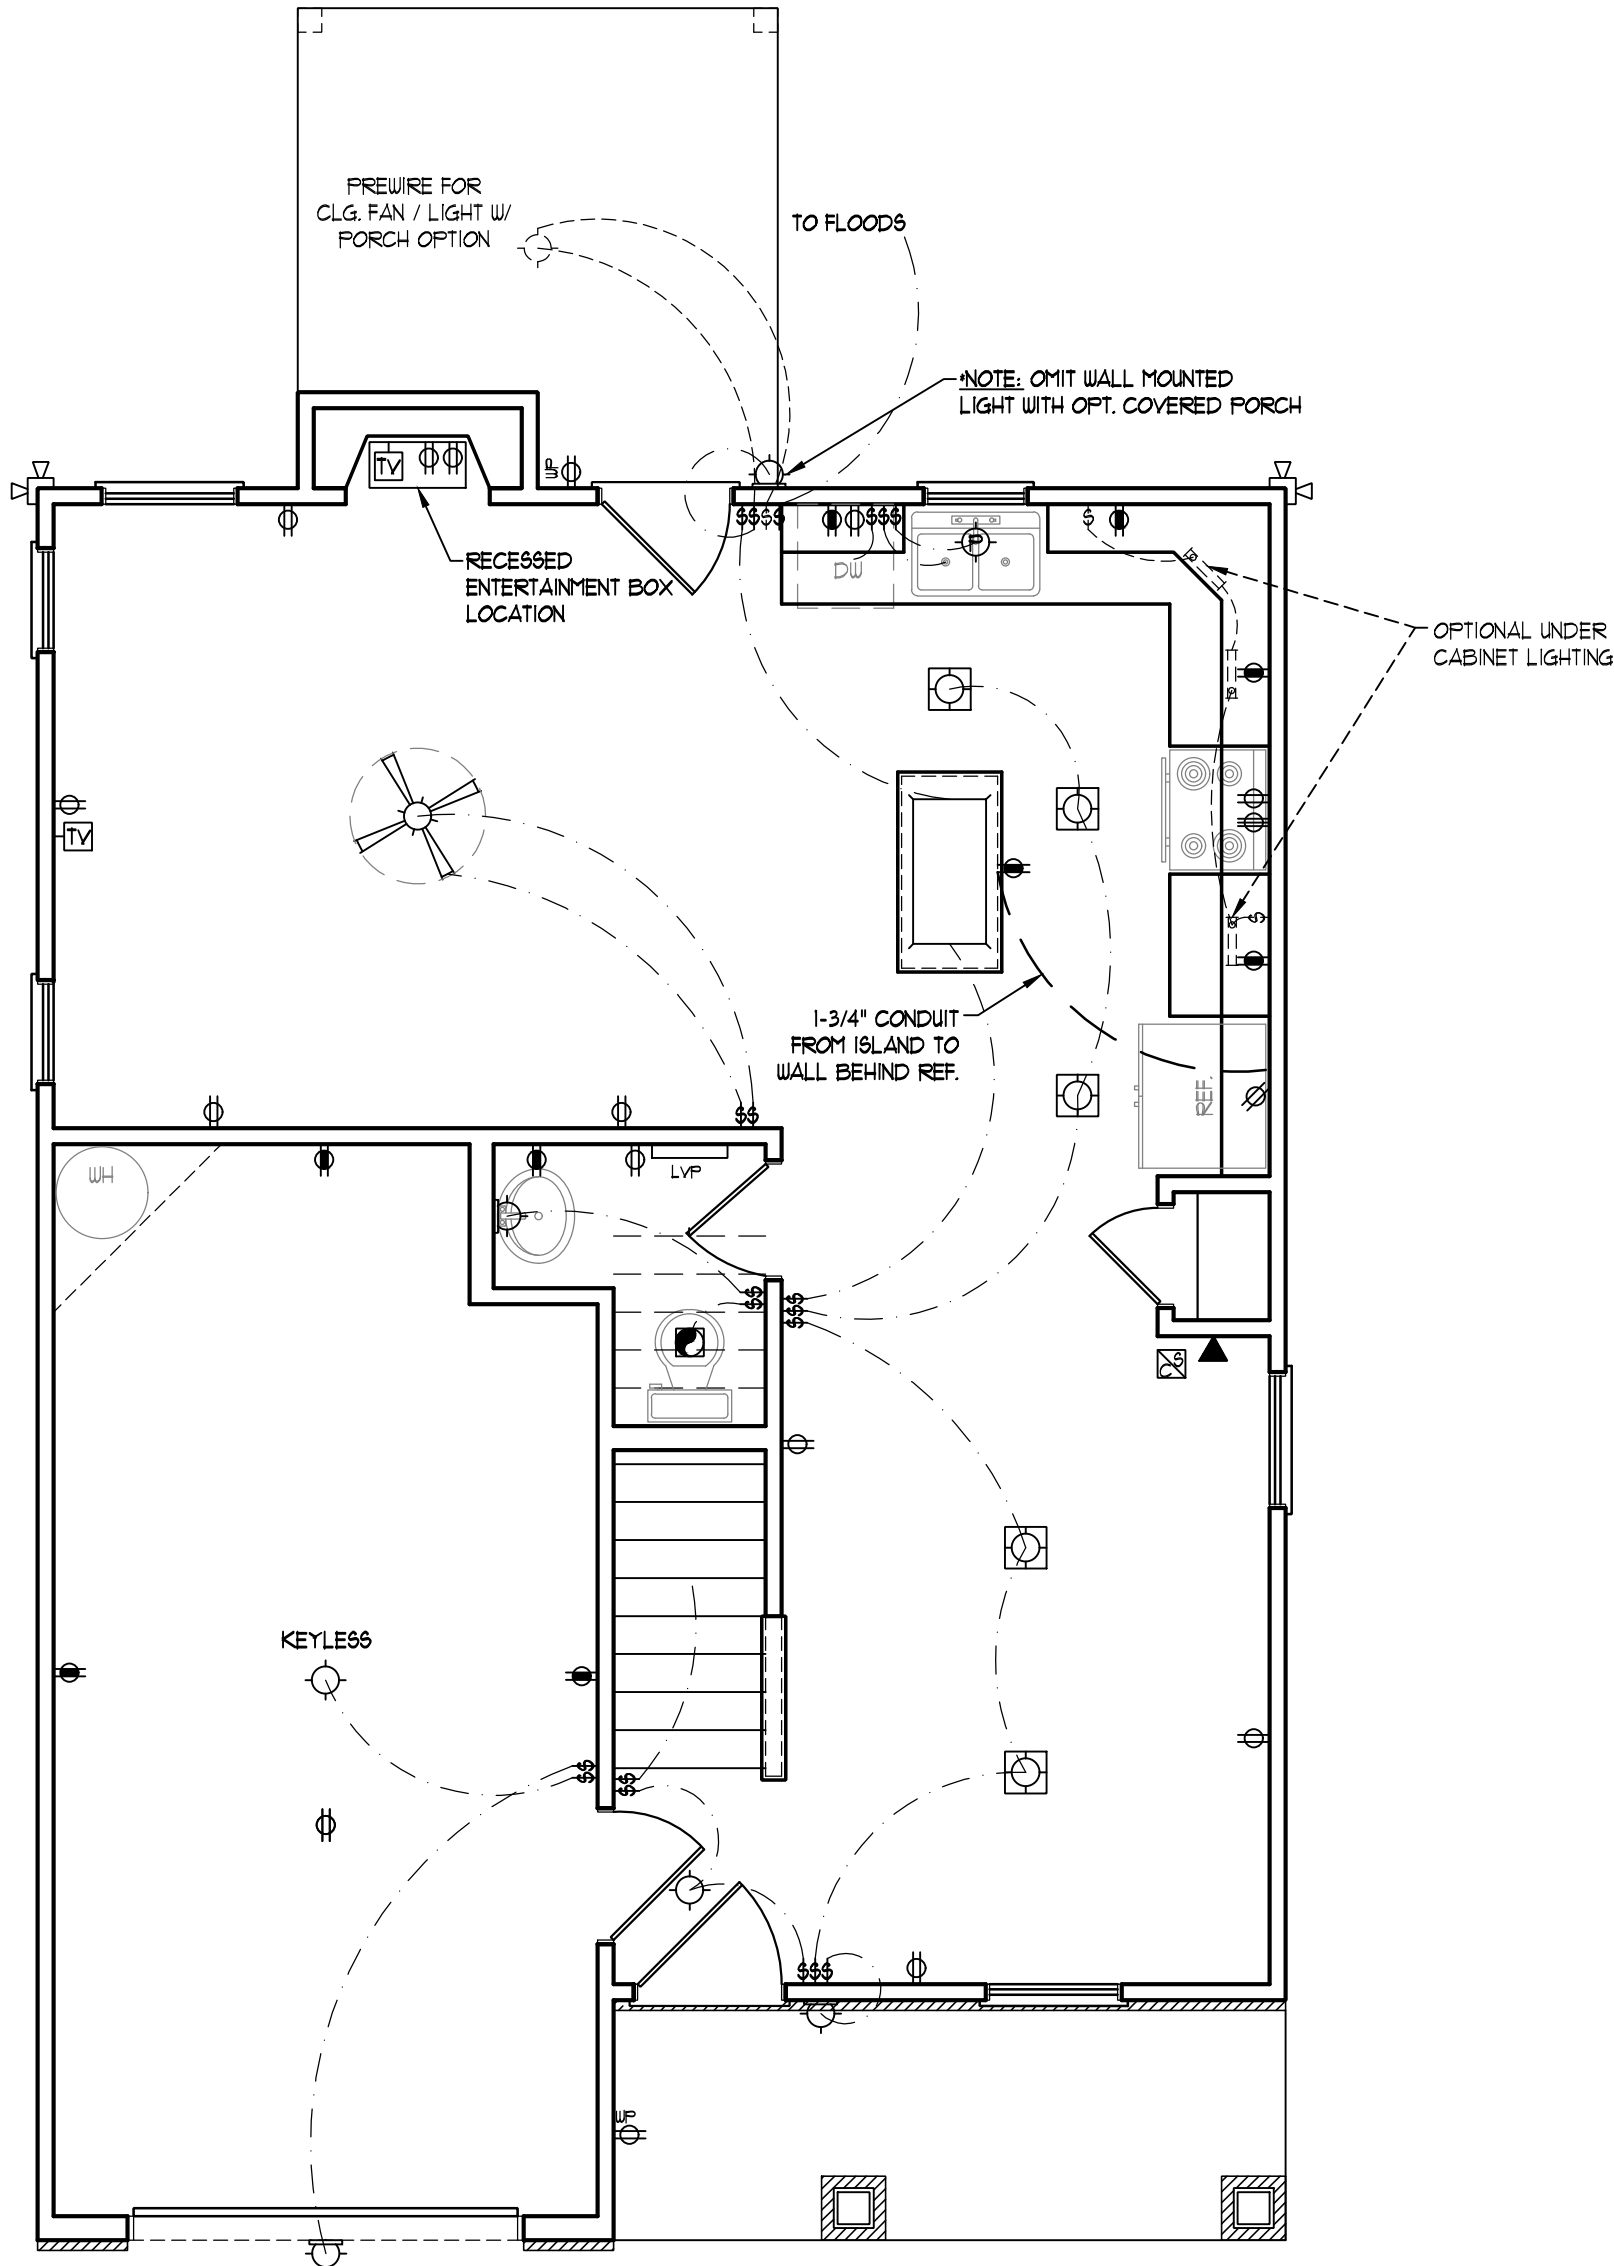 PREWIRE FOR
CLG. FAN / LIGHT W/
PORCH OPTION
TO FLOODS
*NOTE: OMIT WALL MOUNTED
LIGHT WITH OPT. COVERED PORCH
TV
WP
$$$$
$$$
$
P
DW
RECESSED
ENTERTAINMENT BOX
LOCATION
OPTIONAL UNDER
CABINET LIGHTING
TV
$
1-3/4" CONDUIT
FROM ISLAND TO
WALL BEHIND REF.
REF.
$$
WH
LVP
$$
$$$
C/S
KEYLESS
$$
$$
$$$
WP